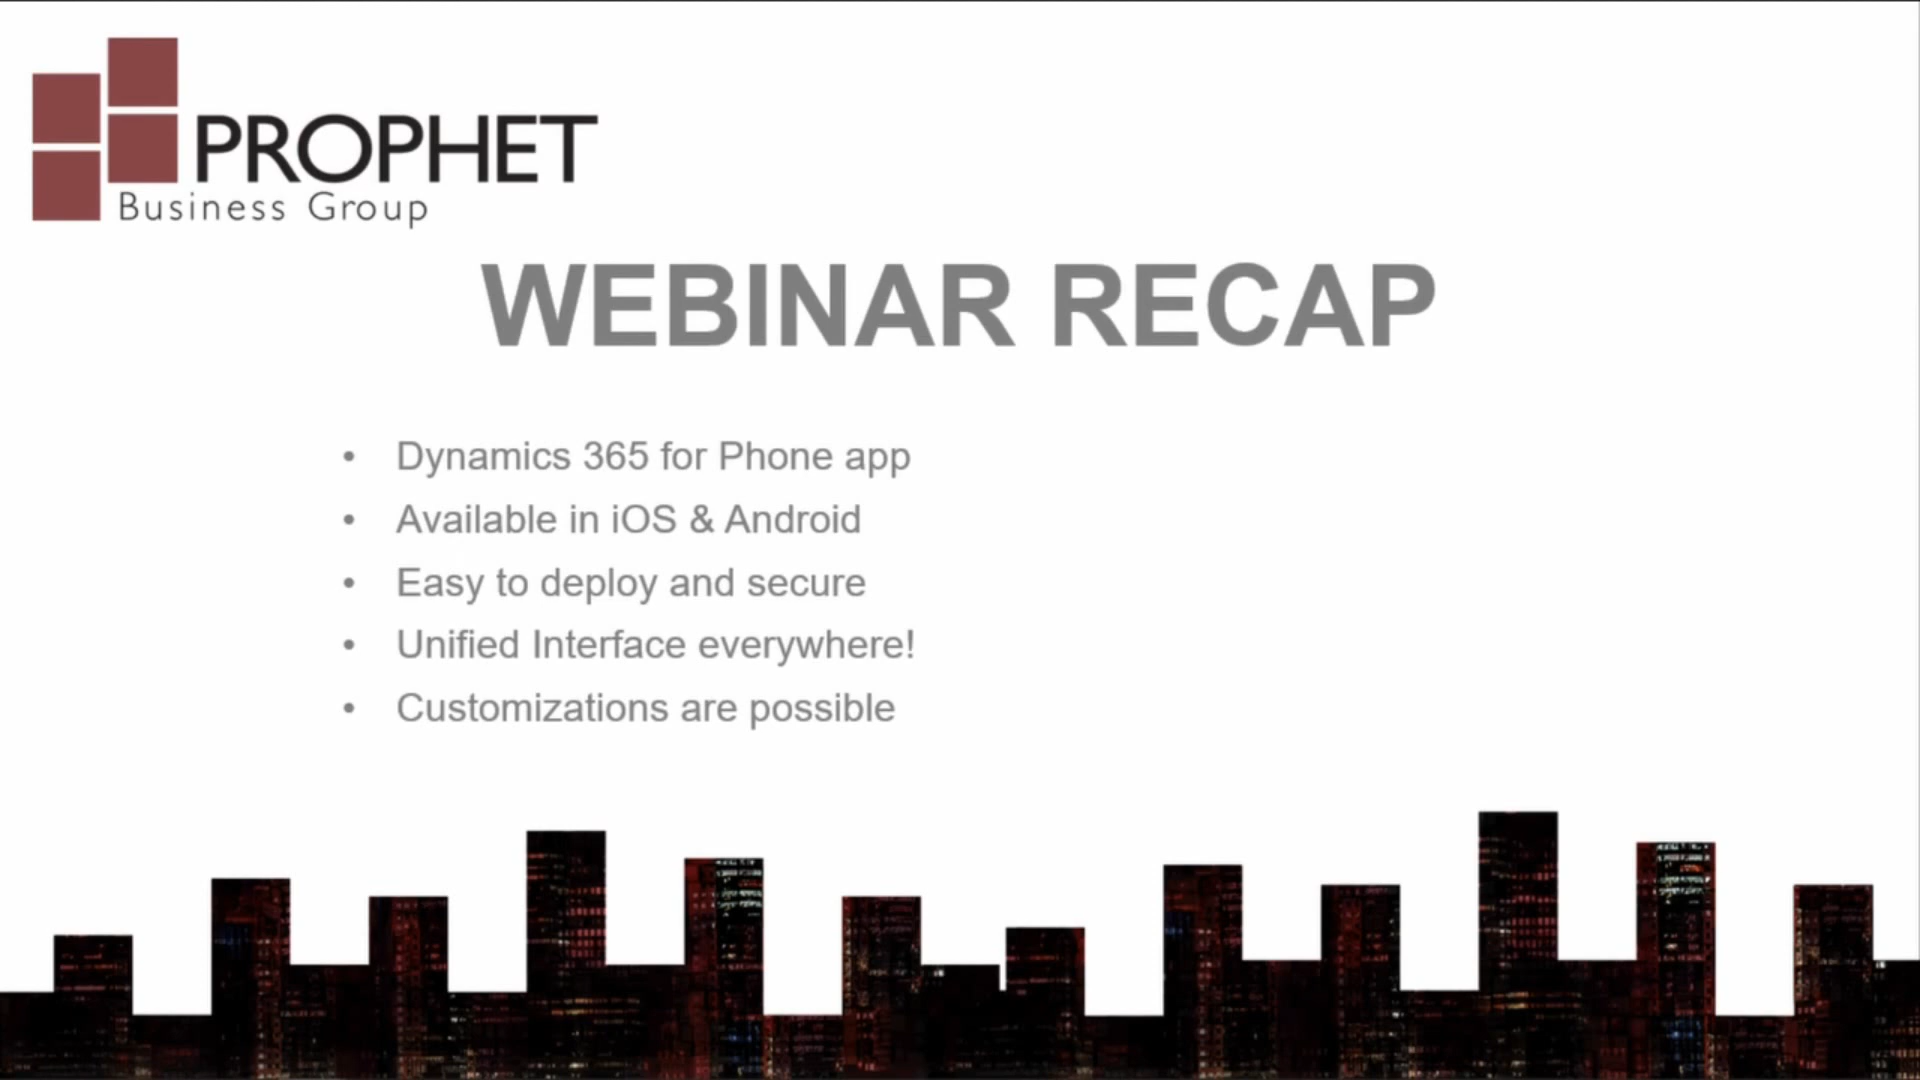 PROPHET
Business Group
WEBINAR RECAP
• Dynamics 365 for Phone app
• Available in iOS & Android
• Easy to deploy and secure
• Unified Interface everywhere!
• Customizations are possible